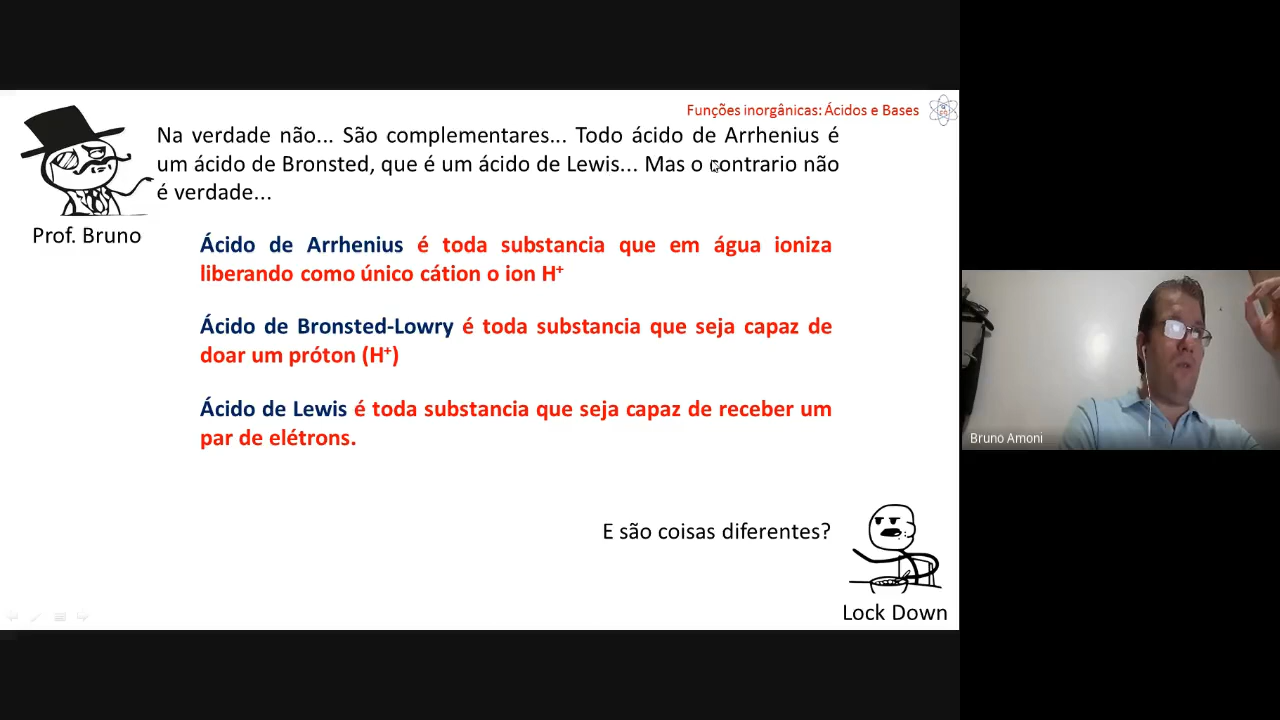 Funções inorgânicas: Ácidos e Bases
Na verdade não... São complementares... Todo ácido de Arrhenius é
um ácido de Bronsted, que é um ácido de Lewis... Mas o contrario não
é verdade...
Prof. Bruno
Ácido de Arrhenius é toda substancia que em água ioniza
liberando como único cátion o ion H⁺
Ácido de Bronsted-Lowry é toda substancia que seja capaz de
doar um próton (H⁺)
Ácido de Lewis é toda substancia que seja capaz de receber um
par de elétrons.
Bruno Amoni
E são coisas diferentes?
Lock Down